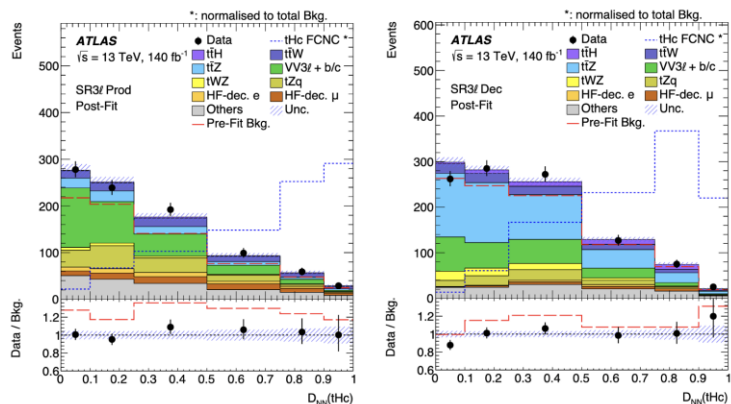 *: normalised to total Bkg.
Events
600
500
400
300
200
100
0
ATLAS
√s = 13 TeV, 140 fb⁻¹
SR3ℓ Prod
Post-Fit
Data
tHc FCNC *
tt̄H
tt̄W
tt̄Z
VV3ℓ + b/c
tWZ
tZq
HF-dec. e
HF-dec. μ
Others
Unc.
Pre-Fit Bkg.
Data / Bkg.
1.2
1
0.8
0.6
0 0.1 0.2 0.3 0.4 0.5 0.6 0.7 0.8 0.9 1
D_NN(tHc)
*: normalised to total Bkg.
Events
600
500
400
300
200
100
0
ATLAS
√s = 13 TeV, 140 fb⁻¹
SR3ℓ Dec
Post-Fit
Data
tHc FCNC *
tt̄H
tt̄W
tt̄Z
VV3ℓ + b/c
tWZ
tZq
HF-dec. e
HF-dec. μ
Others
Unc.
Pre-Fit Bkg.
Data / Bkg.
1.2
1
0.8
0.6
0 0.1 0.2 0.3 0.4 0.5 0.6 0.7 0.8 0.9 1
D_NN(tHc)